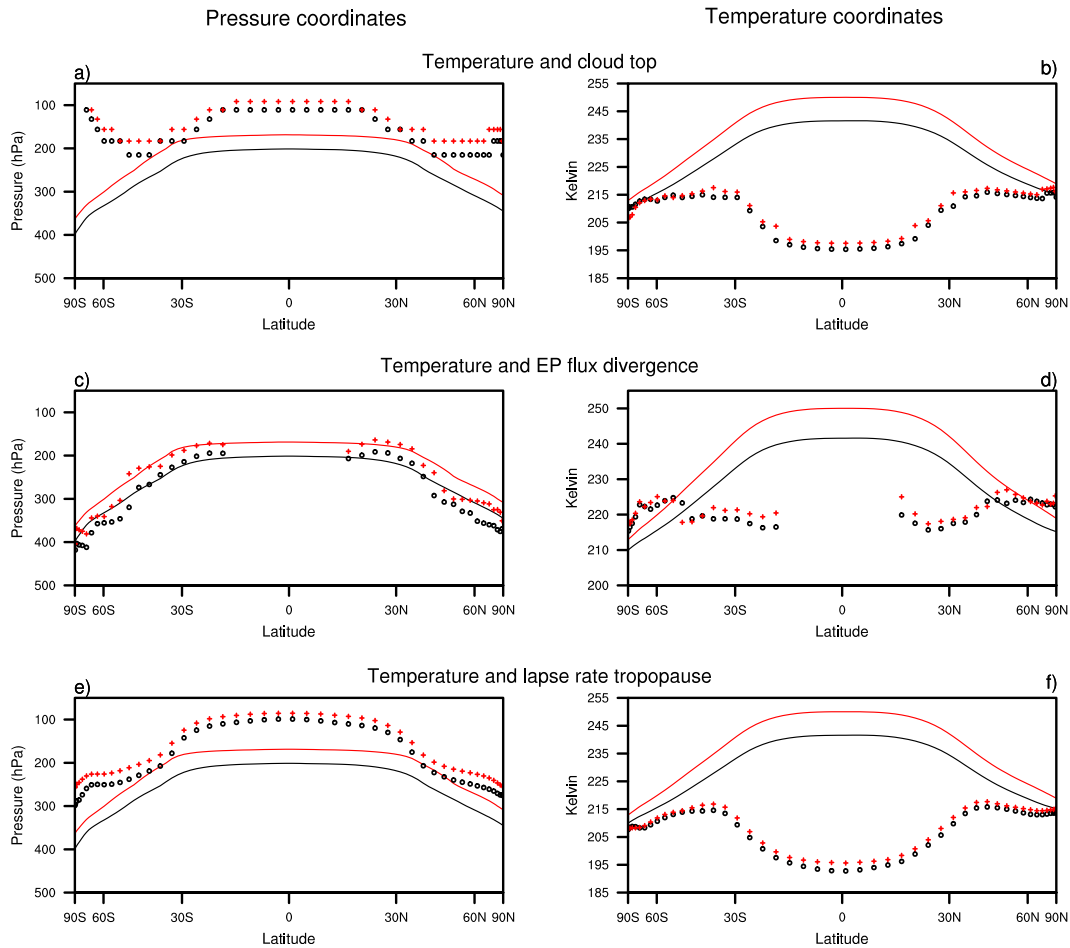 Pressure coordinates
Temperature coordinates
Temperature and cloud top
a)
b)
100
200
300
400
500
Pressure (hPa)
90S 60S 30S 0 30N 60N 90N
Latitude
255
245
235
225
215
205
195
185
Kelvin
90S 60S 30S 0 30N 60N 90N
Latitude
Temperature and EP flux divergence
c)
d)
100
200
300
400
500
Pressure (hPa)
90S 60S 30S 0 30N 60N 90N
Latitude
250
240
230
220
210
200
Kelvin
90S 60S 30S 0 30N 60N 90N
Latitude
Temperature and lapse rate tropopause
e)
f)
100
200
300
400
500
Pressure (hPa)
90S 60S 30S 0 30N 60N 90N
Latitude
255
245
235
225
215
205
195
185
Kelvin
90S 60S 30S 0 30N 60N 90N
Latitude